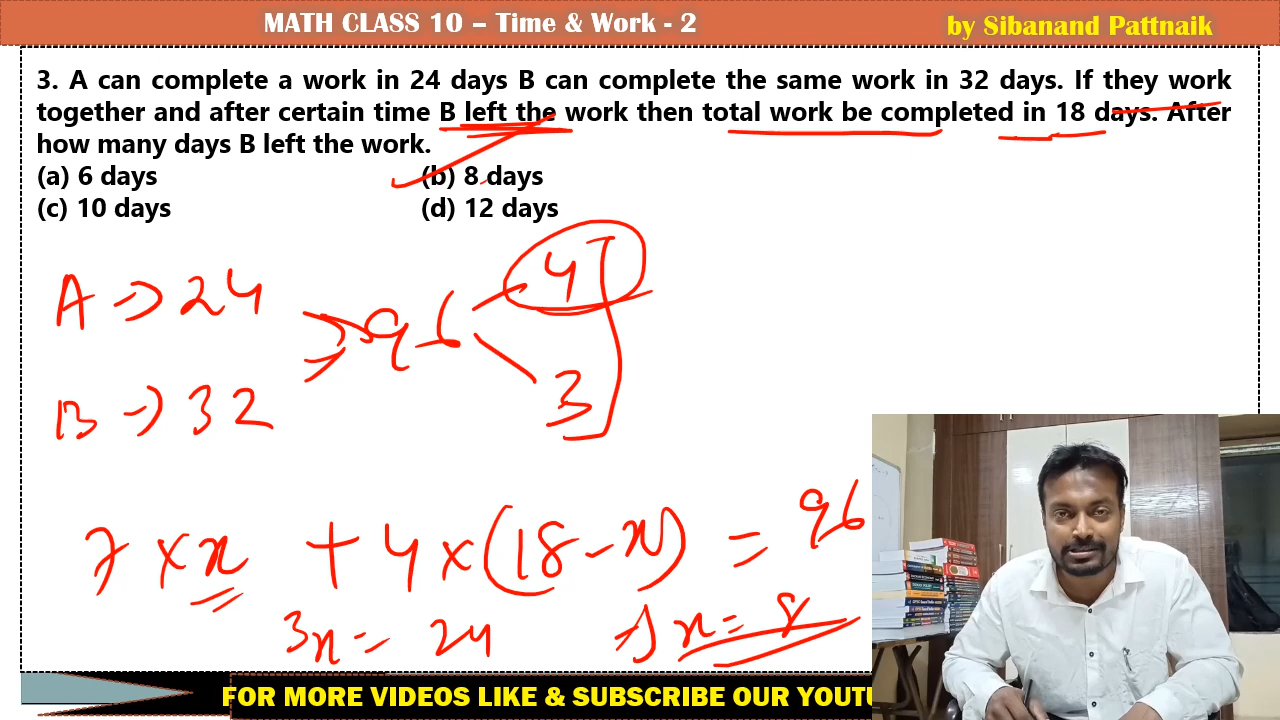 MATH CLASS 10 – Time & Work - 2
by Sibanand Pattnaik
3. A can complete a work in 24 days B can complete the same work in 32 days. If they work
together and after certain time B left the work then total work be completed in 18 days. After
how many days B left the work.
(a) 6 days (b) 8 days
(c) 10 days (d) 12 days
A → 24
B → 32
96
4
3
7 × x + 4 × (18 - x) = 96
3x = 24 ⇒ x = 8
FOR MORE VIDEOS LIKE & SUBSCRIBE OUR YOUTU